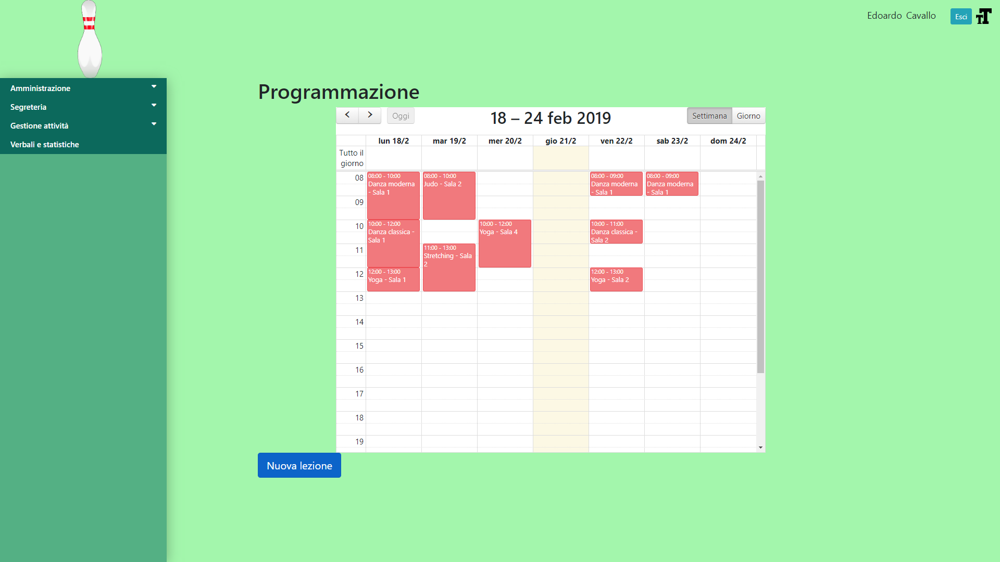 Edoardo Cavallo
Esci
Amministrazione
Segreteria
Gestione attività
Verbali e statistiche
Programmazione
Oggi
18 – 24 feb 2019
Settimana Giorno
lun 18/2 mar 19/2 mer 20/2 gio 21/2 ven 22/2 sab 23/2 dom 24/2
Tutto il
giorno
08
09
10
11
12
13
14
15
16
17
18
19
08:00 - 10:00
Danza moderna
- Sala 1
10:00 - 12:00
Danza classica -
Sala 1
12:00 - 13:00
Yoga - Sala 1
08:00 - 10:00
Judo - Sala 2
11:00 - 13:00
Stretching - Sala
2
10:00 - 12:00
Yoga - Sala 4
08:00 - 09:00
Danza moderna
- Sala 1
10:00 - 11:00
Danza classica -
Sala 2
12:00 - 13:00
Yoga - Sala 2
08:00 - 09:00
Danza moderna
- Sala 1
Nuova lezione